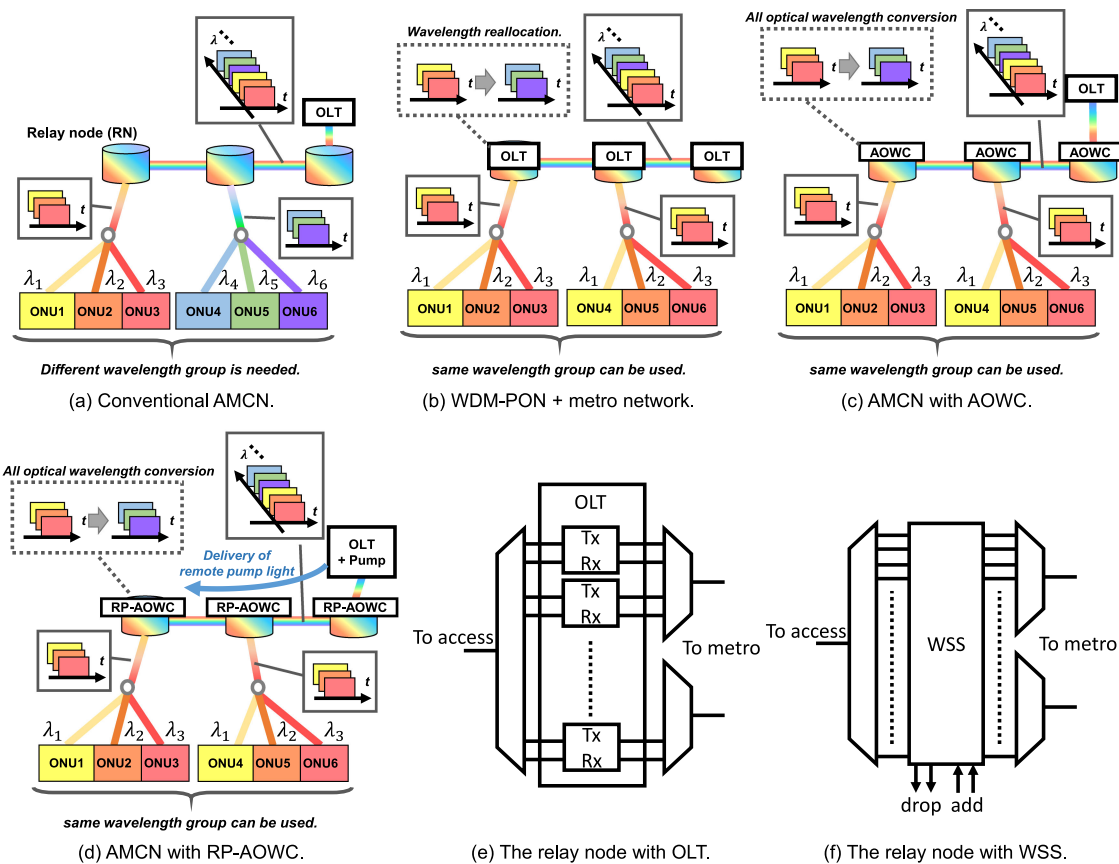 λ
t
OLT
Relay node (RN)
t
t
λ1 λ2 λ3 λ4 λ5 λ6
ONU1 ONU2 ONU3 ONU4 ONU5 ONU6
Different wavelength group is needed.
(a) Conventional AMCN.
Wavelength reallocation.
t t
λ
t
OLT OLT OLT
t
t
λ1 λ2 λ3 λ1 λ2 λ3
ONU1 ONU2 ONU3 ONU4 ONU5 ONU6
same wavelength group can be used.
(b) WDM-PON + metro network.
All optical wavelength conversion
t t
λ
t
OLT
AOWC AOWC AOWC
t
t
λ1 λ2 λ3 λ1 λ2 λ3
ONU1 ONU2 ONU3 ONU4 ONU5 ONU6
same wavelength group can be used.
(c) AMCN with AOWC.
All optical wavelength conversion
t t
λ
t
Delivery of
remote pump light
OLT
+ Pump
RP-AOWC RP-AOWC RP-AOWC
t
t
λ1 λ2 λ3 λ1 λ2 λ3
ONU1 ONU2 ONU3 ONU4 ONU5 ONU6
same wavelength group can be used.
(d) AMCN with RP-AOWC.
OLT
Tx
Rx
Tx
Rx
To access
To metro
Tx
Rx
(e) The relay node with OLT.
To access
WSS
To metro
drop add
(f) The relay node with WSS.